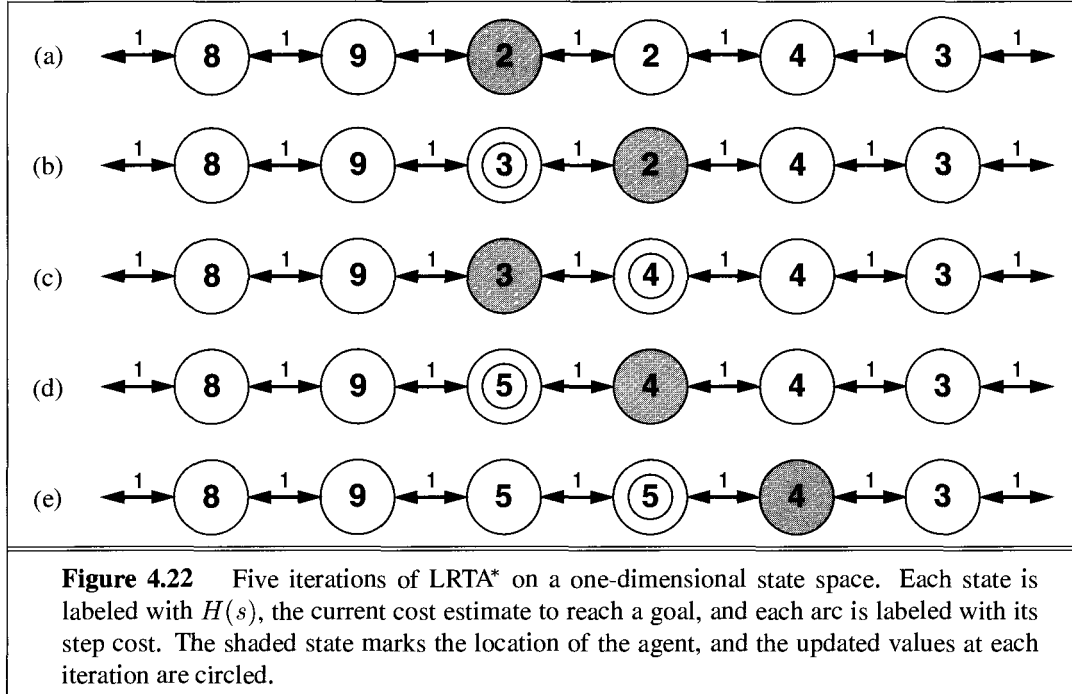 1 1 1 1 1 1 1
(a) 8 9 2 2 4 3
1 1 1 1 1 1 1
(b) 8 9 3 2 4 3
1 1 1 1 1 1 1
(c) 8 9 3 4 4 3
1 1 1 1 1 1 1
(d) 8 9 5 4 4 3
1 1 1 1 1 1 1
(e) 8 9 5 5 4 3
Figure 4.22 Five iterations of LRTA* on a one-dimensional state space. Each state is
labeled with H(s), the current cost estimate to reach a goal, and each arc is labeled with its
step cost. The shaded state marks the location of the agent, and the updated values at each
iteration are circled.